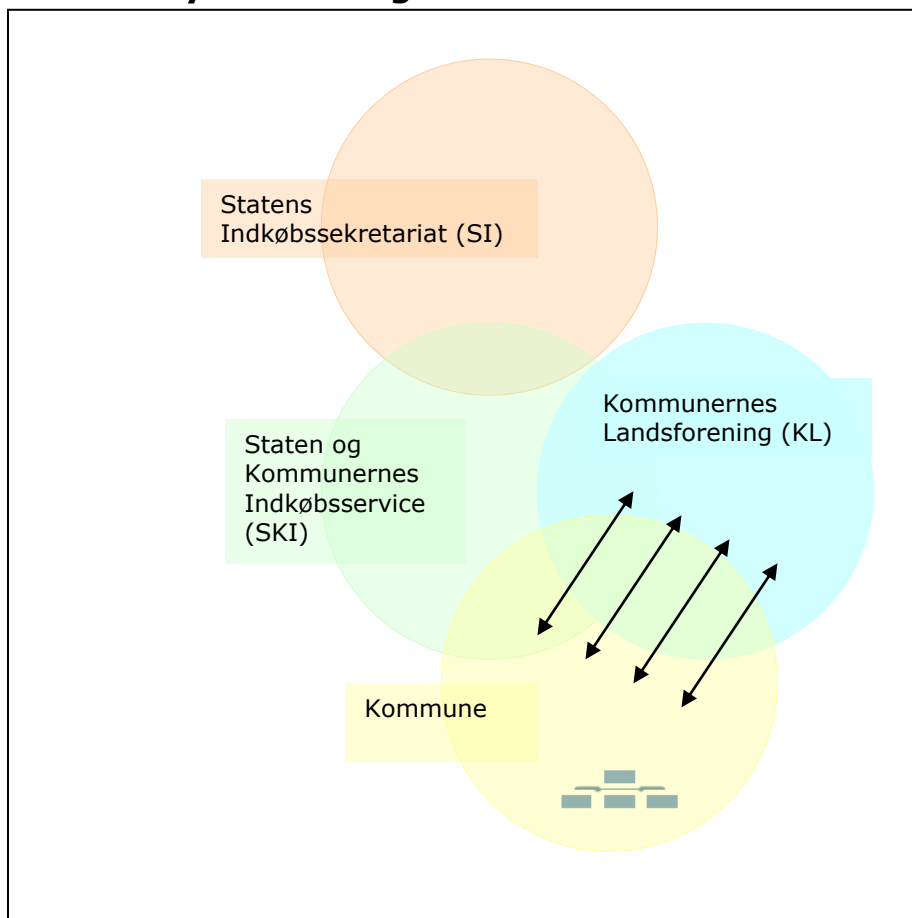 Statens
Indkøbssekretariat (SI)
Kommunernes
Landsforening (KL)
Staten og
Kommunernes
Indkøbsservice
(SKI)
Kommune